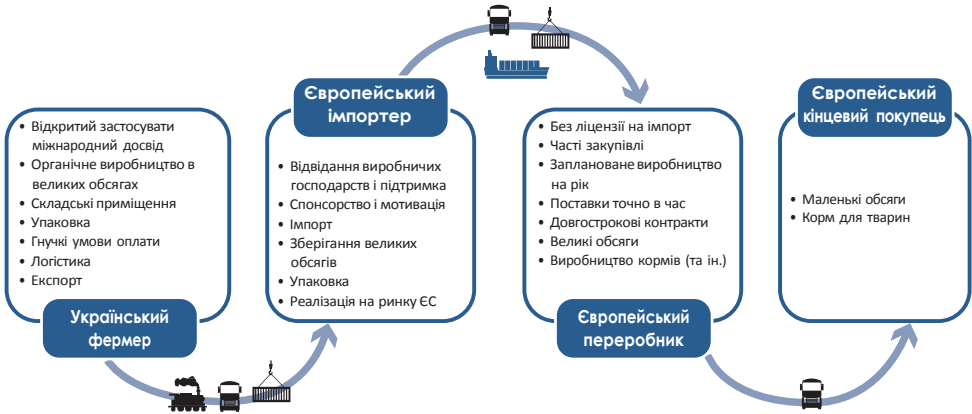 • Відкритий застосувати
міжнародний досвід
• Органічне виробництво в
великих обсягах
• Складські приміщення
• Упаковка
• Гнучкі умови оплати
• Логістика
• Експорт
Український
фермер
Європейський
імпортер
• Відвідання виробничих
господарств і підтримка
• Спонсорство і мотивація
• Імпорт
• Зберігання великих
обсягів
• Упаковка
• Реалізація на ринку ЄС
• Без ліцензії на імпорт
• Часті закупівлі
• Заплановане виробництво
на рік
• Поставки точно в час
• Довгострокові контракти
• Великі обсяги
• Виробництво кормів (та ін.)
Європейський
переробник
Європейський
кінцевий покупець
• Маленькі обсяги
• Корм для тварин